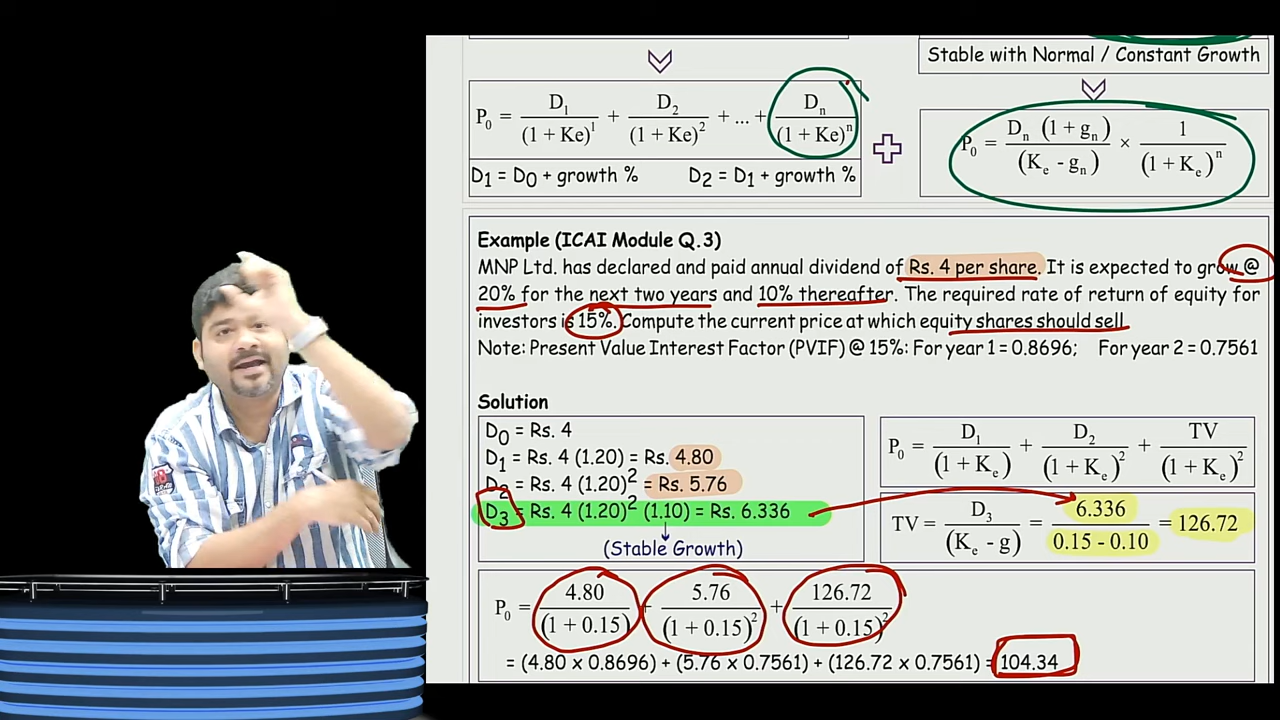 Stable with Normal / Constant Growth
P₀ = D₁/(1 + Ke)¹ + D₂/(1 + Ke)² + ... + Dₙ/(1 + Ke)ⁿ
P₀ = Dₙ (1 + gₙ)/(Kₑ - gₙ) × 1/(1 + Kₑ)ⁿ
D₁ = D₀ + growth % D₂ = D₁ + growth %
Example (ICAI Module Q.3)
MNP Ltd. has declared and paid annual dividend of Rs. 4 per share. It is expected to grow @
20% for the next two years and 10% thereafter. The required rate of return of equity for
investors is 15%. Compute the current price at which equity shares should sell.
Note: Present Value Interest Factor (PVIF) @ 15%: For year 1 = 0.8696; For year 2 = 0.7561
Solution
D₀ = Rs. 4
D₁ = Rs. 4 (1.20) = Rs. 4.80
D₂ = Rs. 4 (1.20)² = Rs. 5.76
D₃ = Rs. 4 (1.20)² (1.10) = Rs. 6.336
(Stable Growth)
P₀ = D₁/(1 + Kₑ) + D₂/(1 + Kₑ)² + TV/(1 + Kₑ)²
TV = D₃/(Kₑ - g) = 6.336/0.15 - 0.10 = 126.72
P₀ = 4.80/(1 + 0.15) + 5.76/(1 + 0.15)² + 126.72/(1 + 0.15)²
= (4.80 x 0.8696) + (5.76 x 0.7561) + (126.72 x 0.7561) = 104.34